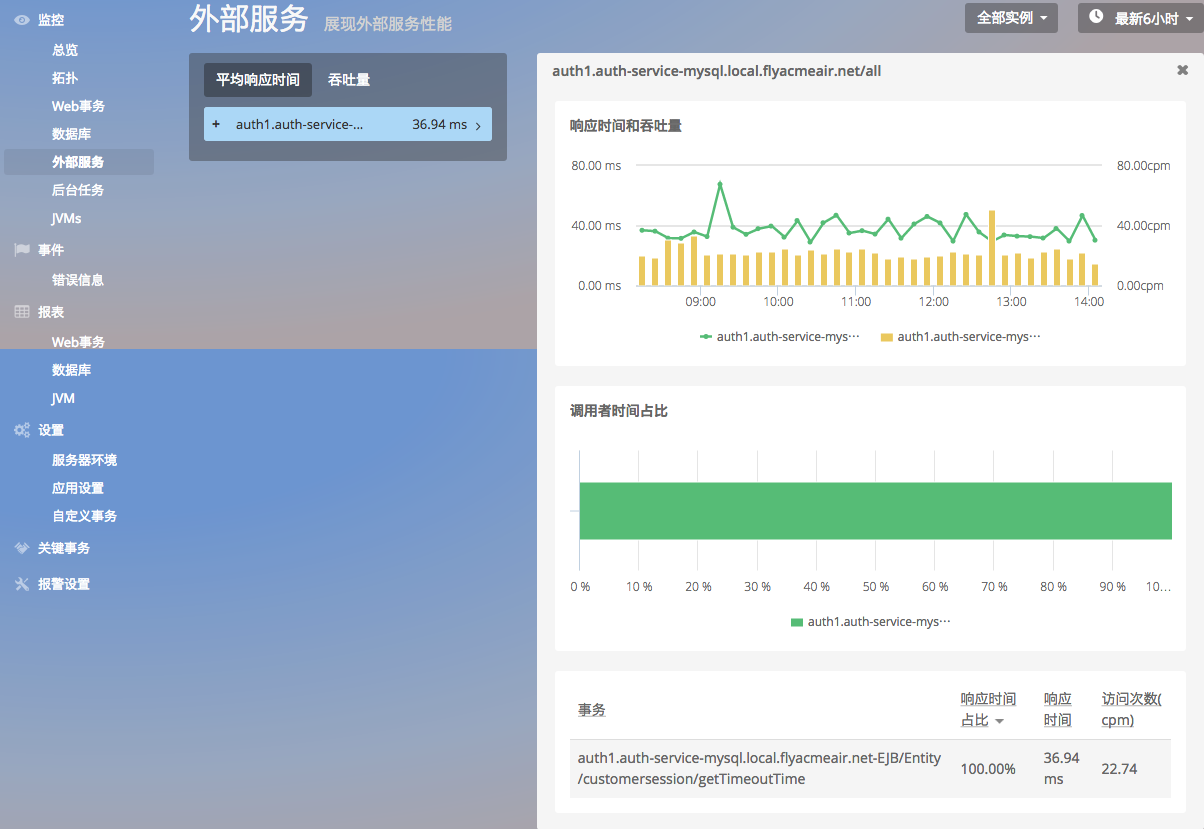 监控
总览
拓扑
Web事务
数据库
外部服务
后台任务
JVMs
事件
错误信息
报表
Web事务
数据库
JVM
设置
服务器环境
应用设置
自定义事务
关键事务
报警设置
外部服务 展现外部服务性能
全部实例
最新6小时
平均响应时间 吞吐量
+ auth1.auth-service-... 36.94 ms
auth1.auth-service-mysql.local.flyacmeair.net/all
响应时间和吞吐量
80.00 ms 80.00cpm
40.00 ms 40.00cpm
0.00 ms 0.00cpm
09:00 10:00 11:00 12:00 13:00 14:00
auth1.auth-service-mys··· auth1.auth-service-mys···
调用者时间占比
0 % 10 % 20 % 30 % 40 % 50 % 60 % 70 % 80 % 90 % 10...
auth1.auth-service-mys···
事务
响应时间
占比
响应
时间
访问次数(
cpm)
auth1.auth-service-mysql.local.flyacmeair.net-EJB/Entity
/customersession/getTimeoutTime
100.00%
36.94
ms
22.74